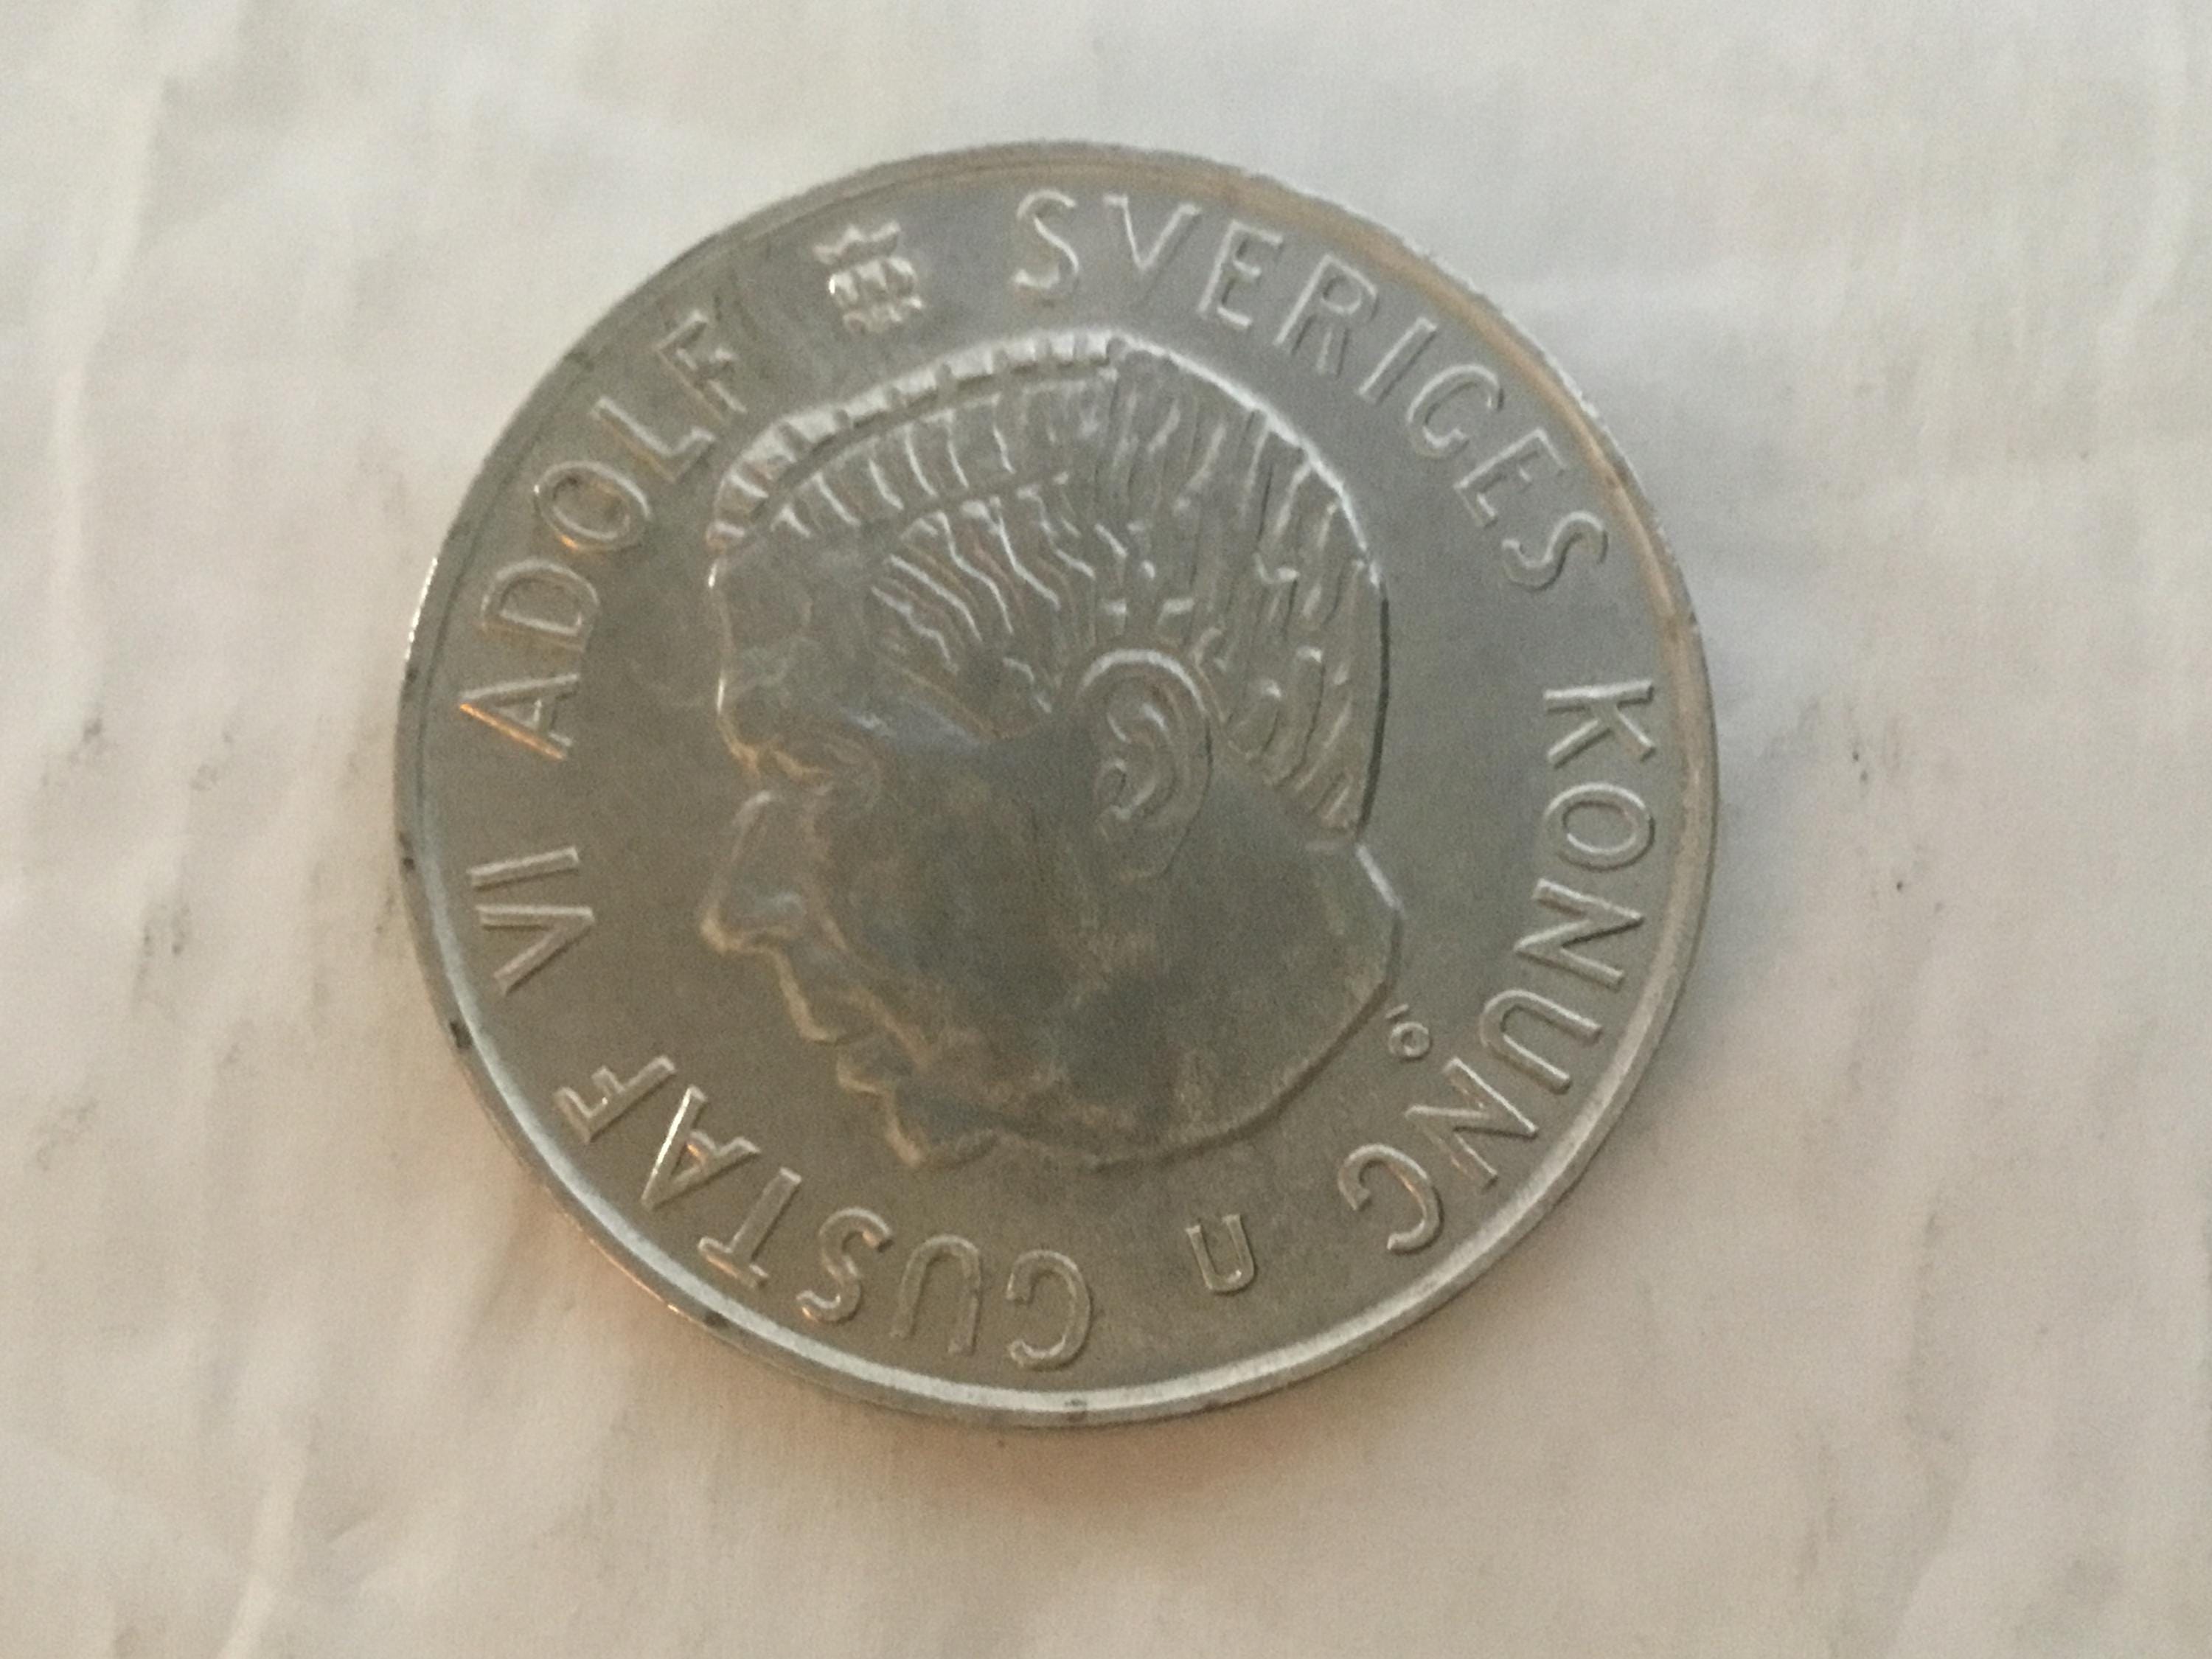 GUSTAF VI ADOLF SVERIGES KONUNG
U